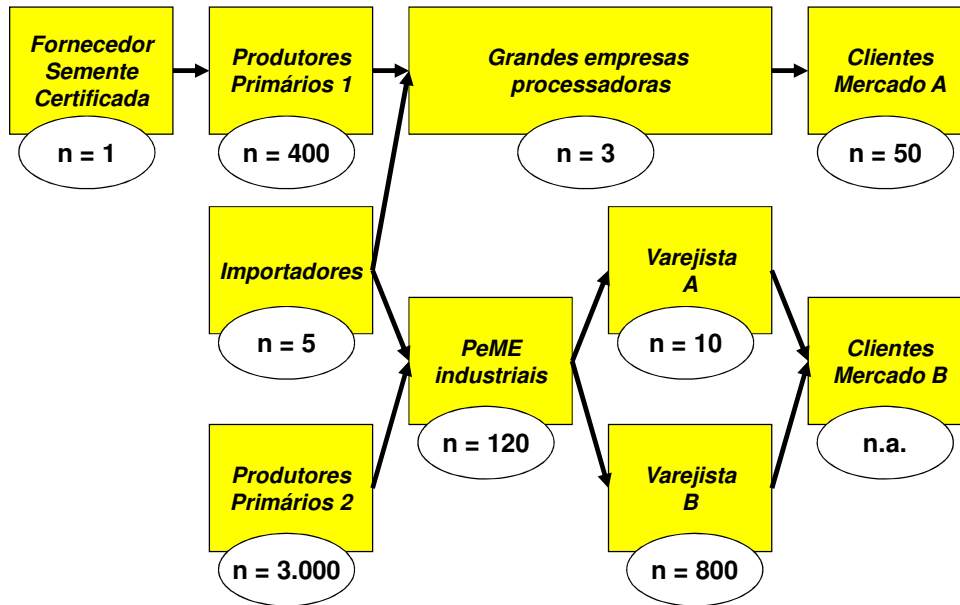 Fornecedor
Semente
Certificada
n = 1
Produtores
Primários 1
n = 400
Grandes empresas
processadoras
n = 3
Clientes
Mercado A
n = 50
Importadores
n = 5
Varejista
A
n = 10
PeME
industriais
n = 120
Clientes
Mercado B
n.a.
Produtores
Primários 2
n = 3.000
Varejista
B
n = 800